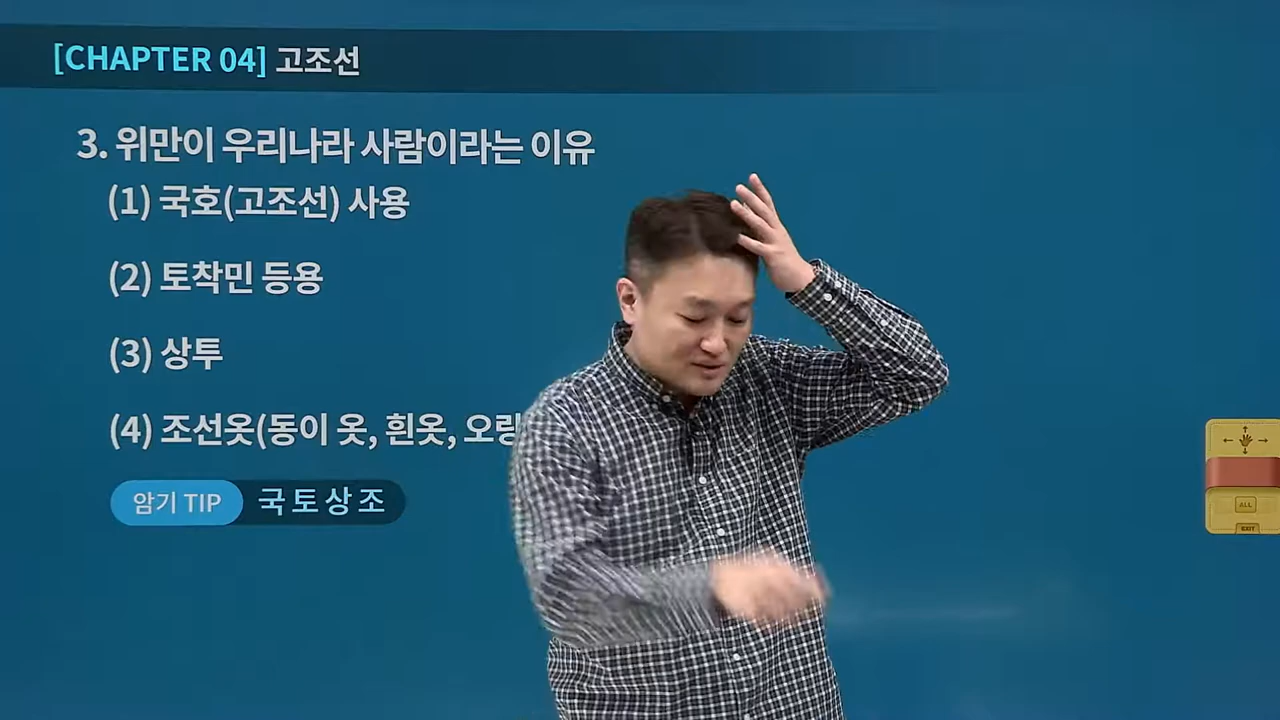 [CHAPTER 04] 고조선
3. 위만이 우리나라 사람이라는 이유
(1) 국호(고조선) 사용
(2) 토착민 등용
(3) 상투
(4) 조선옷(동이 옷, 흰옷,
암기 TIP 국토상조
ALL
EXIT